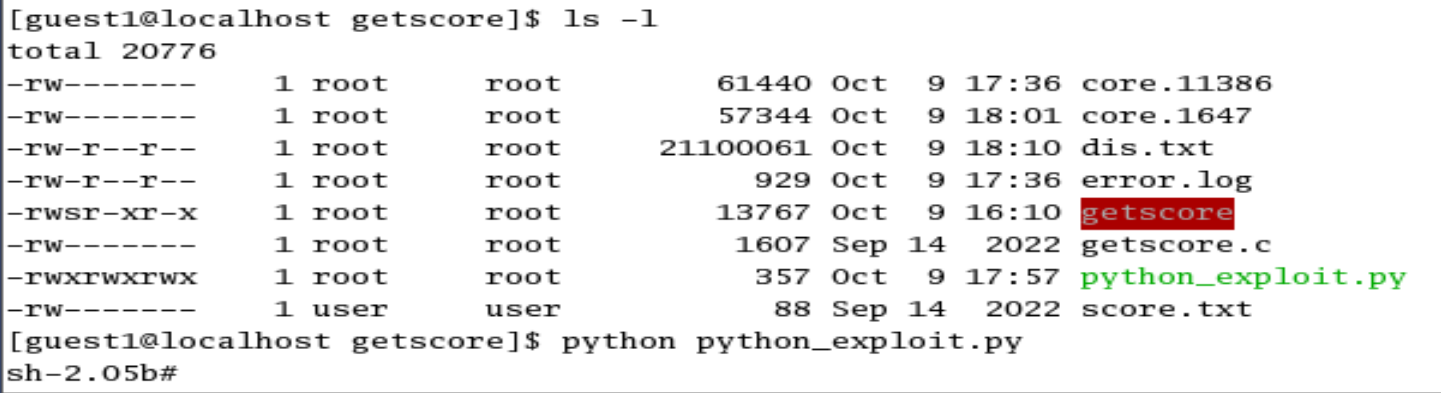 [guest1@localhost getscore]$ ls -l
total 20776
-rw------- 1 root root 61440 Oct 9 17:36 core.11386
-rw------- 1 root root 57344 Oct 9 18:01 core.1647
-rw-r--r-- 1 root root 21100061 Oct 9 18:10 dis.txt
-rw-r--r-- 1 root root 929 Oct 9 17:36 error.log
-rwsr-xr-x 1 root root 13767 Oct 9 16:10 getscore
-rw------- 1 root root 1607 Sep 14 2022 getscore.c
-rwxrwxrwx 1 root root 357 Oct 9 17:57 python_exploit.py
-rw------- 1 user user 88 Sep 14 2022 score.txt
[guest1@localhost getscore]$ python python_exploit.py
sh-2.05b#